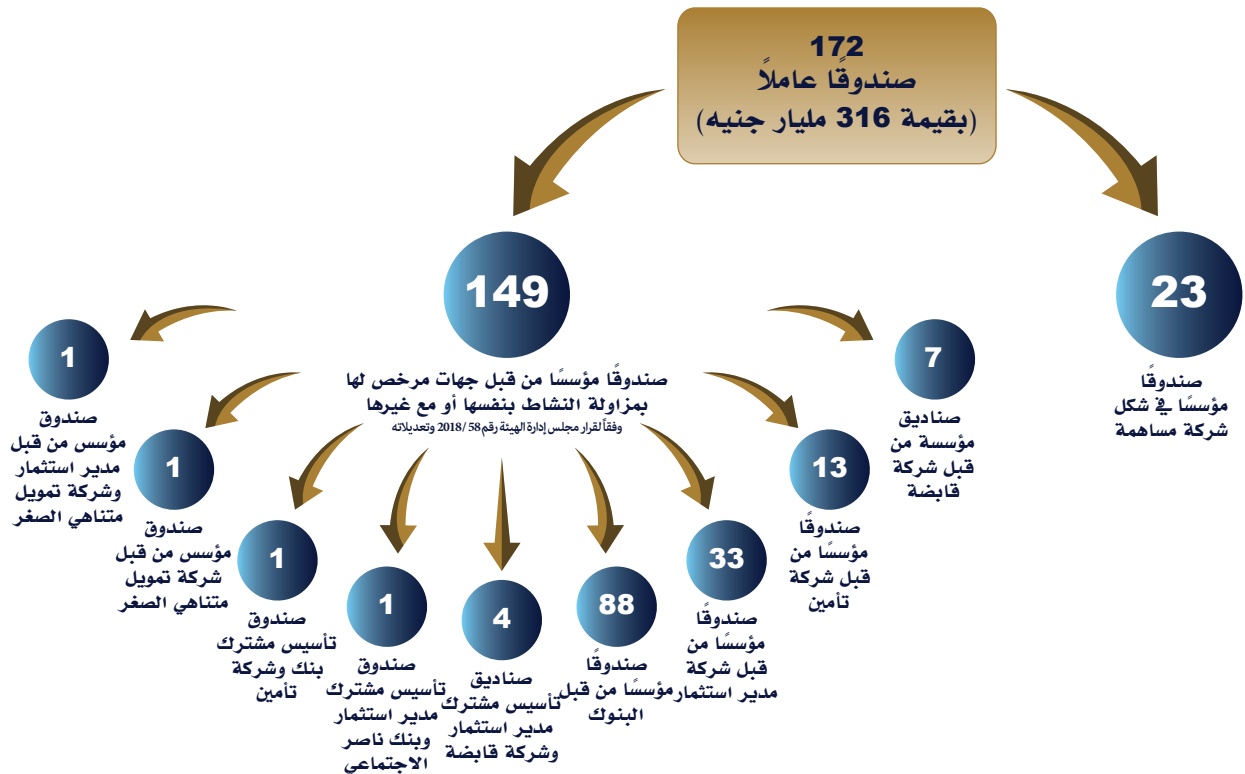 172
صندوقًا عاملاً
(بقيمة 316 مليار جنيه)
23
صندوقًا
مؤسسًا في شكل
شركة مساهمة
149
صندوقًا مؤسسًا من قبل جهات مرخص لها
بمزاولة النشاط بنفسها أو مع غيرها
وفقاً لقرار مجلس إدارة الهيئة رقم 58 /2018 وتعديلاته
7
صناديق
مؤسسة من
قبل شركة
قابضة
13
صندوقًا
مؤسسًا من
قبل شركة
تأمين
33
صندوقًا
مؤسسًا من
قبل شركة
مدير استثمار
88
صندوقًا
مؤسسًا من قبل
البنوك
4
صناديق
تأسيس مشترك
مدير استثمار
وشركة قابضة
1
صندوق
تأسيس مشترك
مدير استثمار
وبنك ناصر
الاجتماعي
1
صندوق
تأسيس مشترك
بنك وشركة
تأمين
1
صندوق
مؤسس من قبل
شركة تمويل
متناهي الصغر
1
صندوق
مؤسس من قبل
مدير استثمار
وشركة تمويل
متناهي الصغر